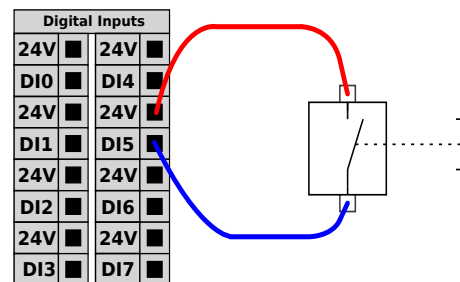 Digital Inputs
24V 24V
DI0 DI4
24V 24V
DI1 DI5
24V 24V
DI2 DI6
24V 24V
DI3 DI7